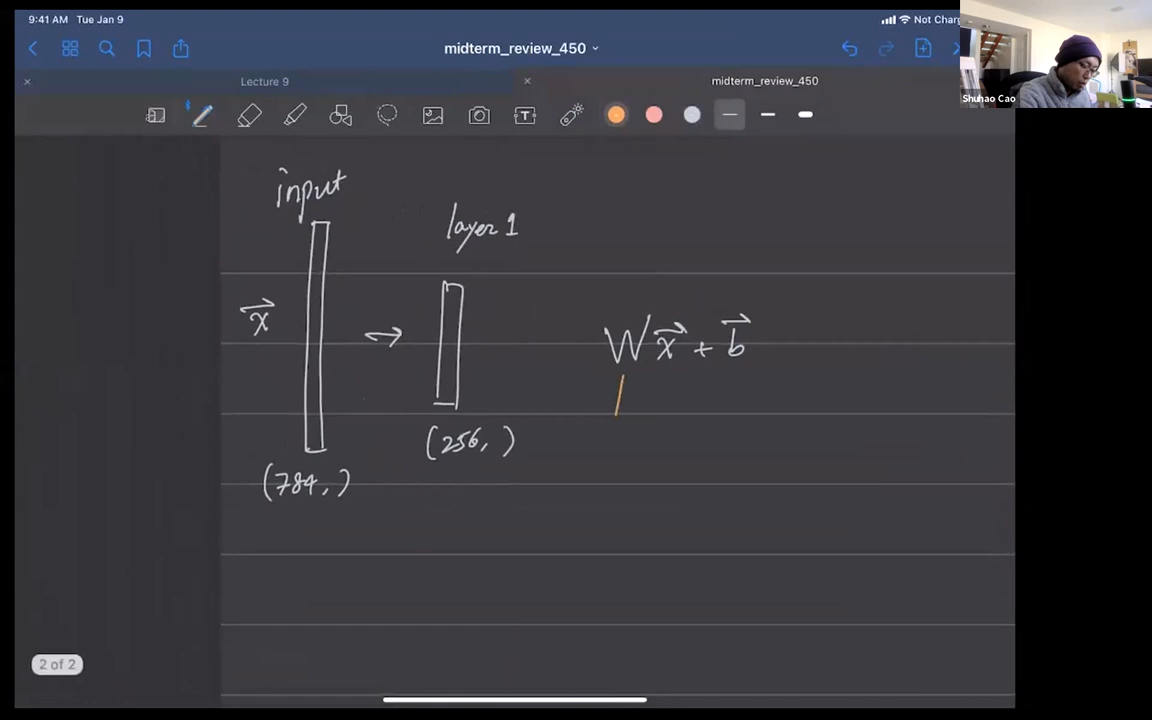 9:41 AM Tue Jan 9
Not Charg
midterm_review_450
Lecture 9
midterm_review_450
T
Shuhao Cao
input
layer 1
x⃗
W x⃗ + b⃗
(256, )
(784, )
2 of 2